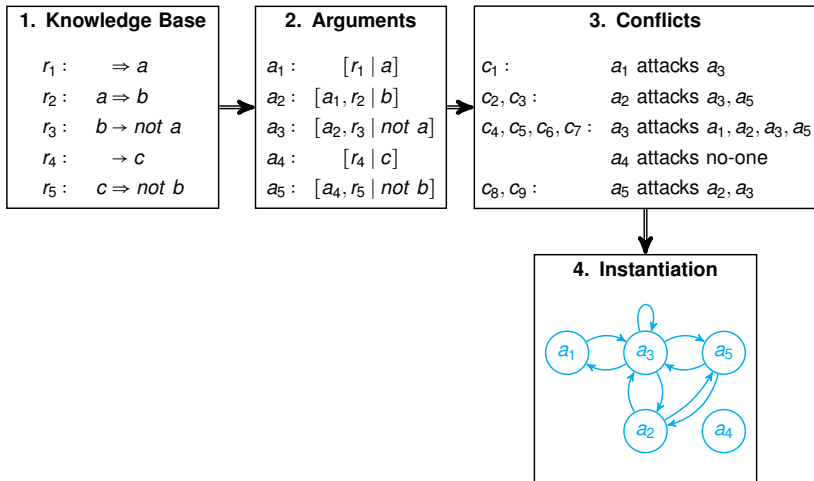 1. Knowledge Base
r₁ : ⇒ a
r₂ : a ⇒ b
r₃ : b → not a
r₄ : → c
r₅ : c ⇒ not b
2. Arguments
a₁ : [r₁ | a]
a₂ : [a₁, r₂ | b]
a₃ : [a₂, r₃ | not a]
a₄ : [r₄ | c]
a₅ : [a₄, r₅ | not b]
3. Conflicts
c₁ : a₁ attacks a₃
c₂, c₃ : a₂ attacks a₃, a₅
c₄, c₅, c₆, c₇ : a₃ attacks a₁, a₂, a₃, a₅
a₄ attacks no-one
c₈, c₉ : a₅ attacks a₂, a₃
4. Instantiation
a₁ a₃ a₅
a₂ a₄